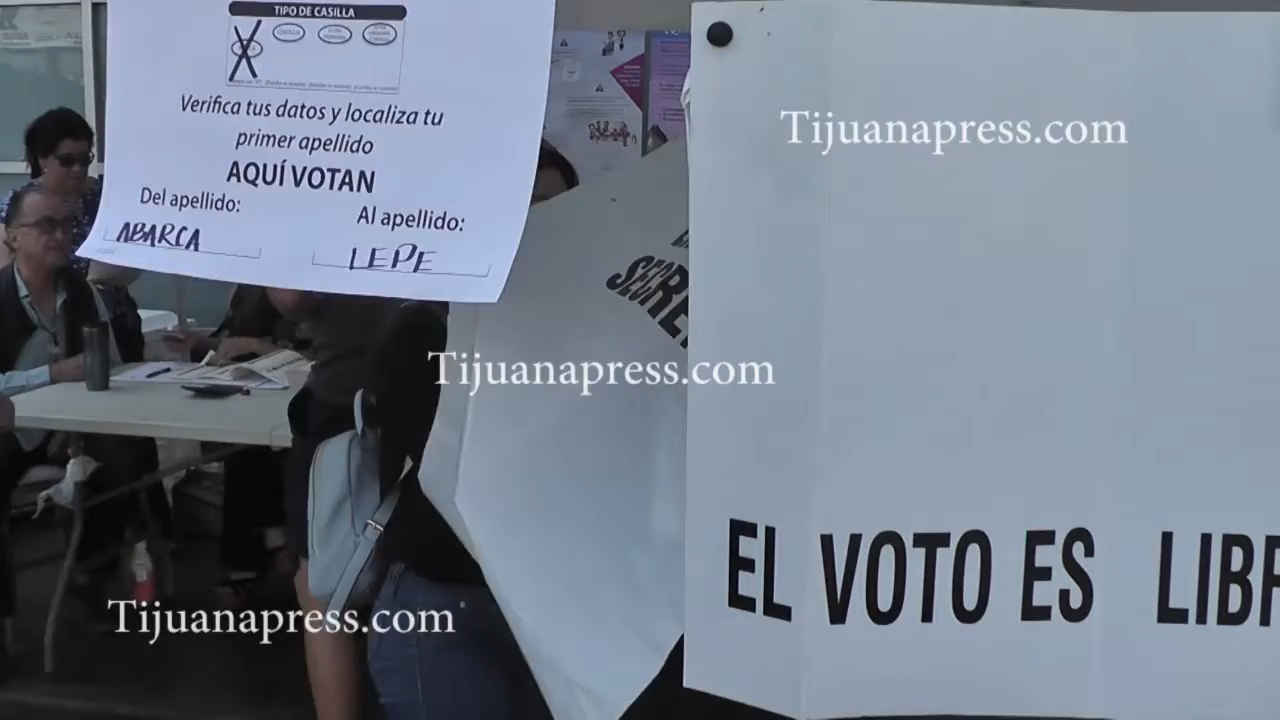 TIPO DE CASILLA
Verifica tus datos y localiza tu
primer apellido
AQUÍ VOTAN
Del apellido:
Al apellido:
ABARCA
LEPE
Tijuanapress.com
SECRE
Tijuanapress.com
EL VOTO ES LIBR
Tijuanapress.com